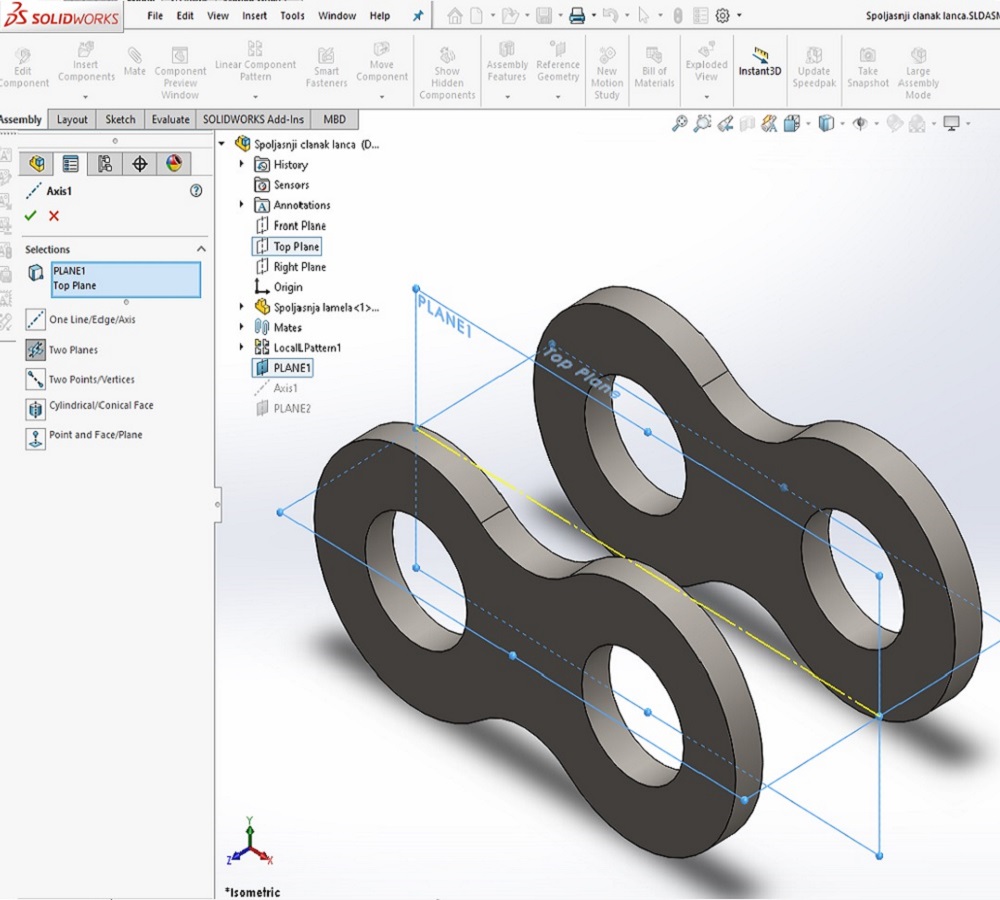 SOLIDWORKS
File Edit View Insert Tools Window Help
Spoljasnji clanak lanca.SLDASM
Edit Component
Insert Components
Mate
Component Preview Window
Linear Component Pattern
Smart Fasteners
Move Component
Show Hidden Components
Assembly Features
Reference Geometry
New Motion Study
Bill of Materials
Exploded View
Instant3D
Update Speedpak
Take Snapshot
Large Assembly Mode
Assembly Layout Sketch Evaluate SOLIDWORKS Add-Ins MBD
Axis1
Selections
PLANE1
Top Plane
One Line/Edge/Axis
Two Planes
Two Points/Vertices
Cylindrical/Conical Face
Point and Face/Plane
Spoljasnji clanak lanca (D...
History
Sensors
Annotations
Front Plane
Top Plane
Right Plane
Origin
Spoljasnja lamela<1>...
Mates
LocalLPattern1
PLANE1
Axis1
PLANE2
PLANE1
Top Plane
Y
Z
X
*Isometric